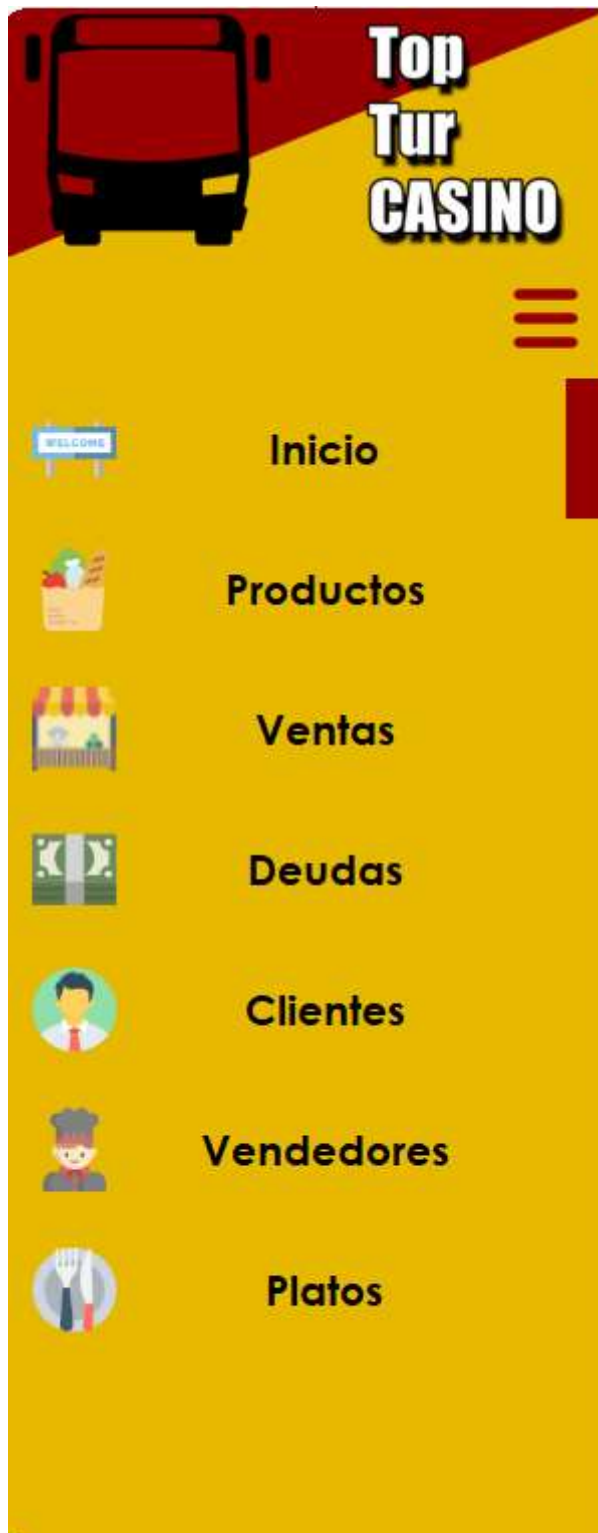 Top
Tur
CASINO
WELCOME
Inicio
Productos
Ventas
Deudas
Clientes
Vendedores
Platos